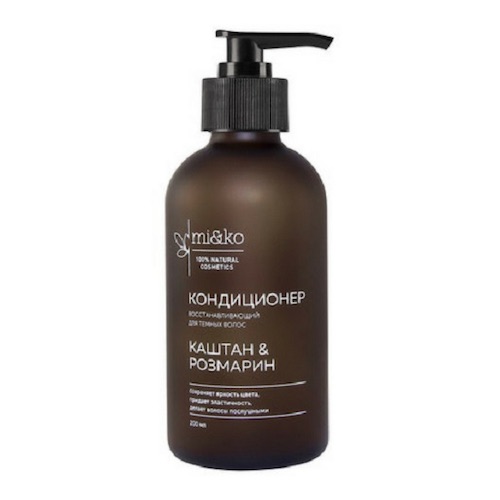 mi&ko
100% NATURAL
COSMETICS
КОНДИЦИОНЕР
ВОССТАНАВЛИВАЮЩИЙ
ДЛЯ ТЕМНЫХ ВОЛОС
КАШТАН &
РОЗМАРИН
сохраняет яркость цвета,
придает эластичность,
делает волосы послушными
200 мл